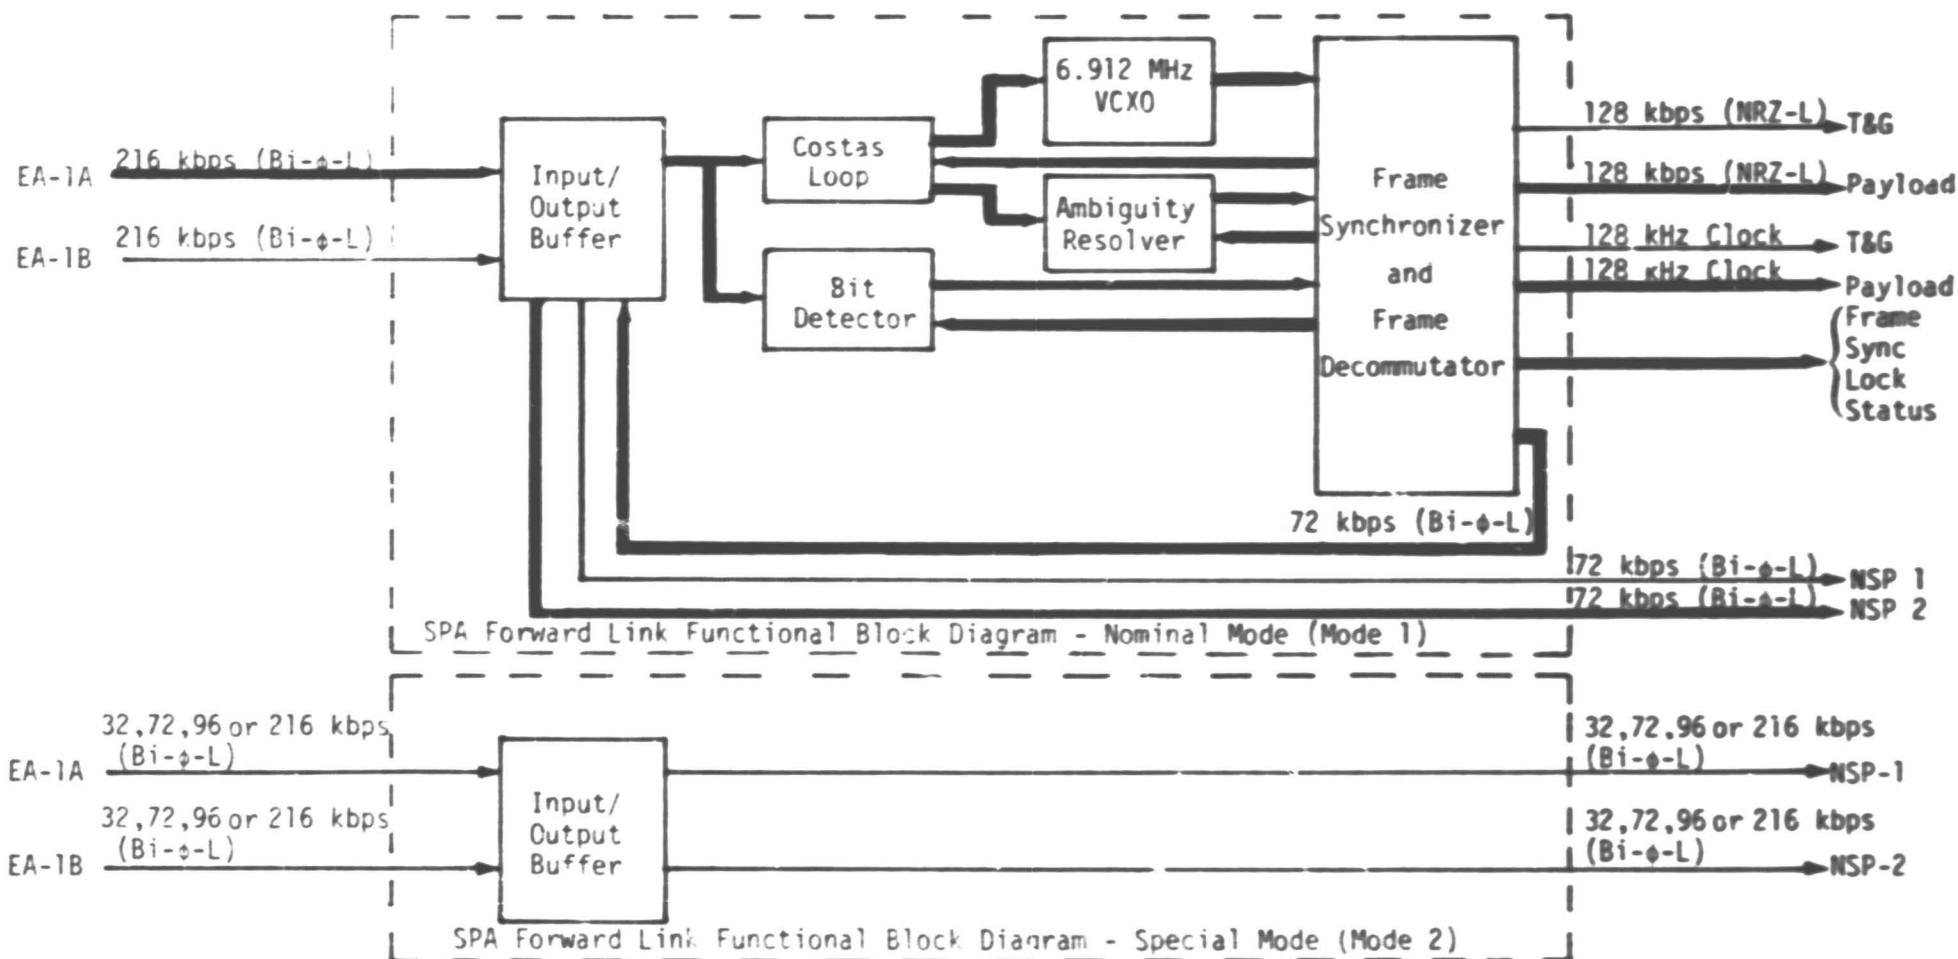 6.912 MHz
VCXO
128 kbps (NRZ-L)
T&G
EA-1A
216 kbps (Bi-ϕ-L)
Input/
Output
Buffer
Costas
Loop
Frame
Synchronizer
and
Frame
Decommutator
128 kbps (NRZ-L)
Payload
EA-1B
216 kbps (Bi-ϕ-L)
Ambiguity
Resolver
128 kHz Clock
T&G
Bit
Detector
128 kHz Clock
Payload
Frame
Sync
Lock
Status
72 kbps (Bi-ϕ-L)
72 kbps (Bi-ϕ-L)
NSP 1
72 kbps (Bi-ϕ-L)
NSP 2
SPA Forward Link Functional Block Diagram - Nominal Mode (Mode 1)
32,72,96 or 216 kbps
(Bi-ϕ-L)
EA-1A
32,72,96 or 216 kbps
(Bi-ϕ-L)
EA-1B
Input/
Output
Buffer
32,72,96 or 216 kbps
(Bi-ϕ-L)
NSP-1
32,72,96 or 216 kbps
(Bi-ϕ-L)
NSP-2
SPA Forward Link Functional Block Diagram - Special Mode (Mode 2)